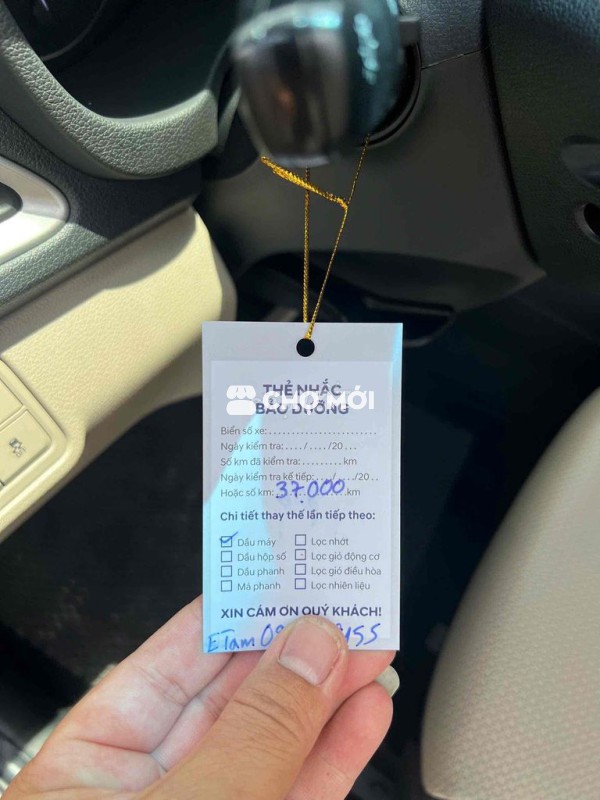 THẺ NHẮC
BẢO DƯỠNG
CHỢ MỚI
Biển số xe: . . . . . . . . . . . . . . . . . . . . . .
Ngày kiểm tra: . . . . / . . . . /20 . . .
Số km đã kiểm tra: . . . . . . . . . km
Ngày kiểm tra kế tiếp: . . . / . . . ./20 . .
Hoặc số km: 37.000 km
Chi tiết thay thế lần tiếp theo:
Dầu máy Lọc nhớt
Dầu hộp số Lọc gió động cơ
Dầu phanh Lọc gió điều hòa
Má phanh Lọc nhiên liệu
XIN CÁM ƠN QUÝ KHÁCH!
E Tam